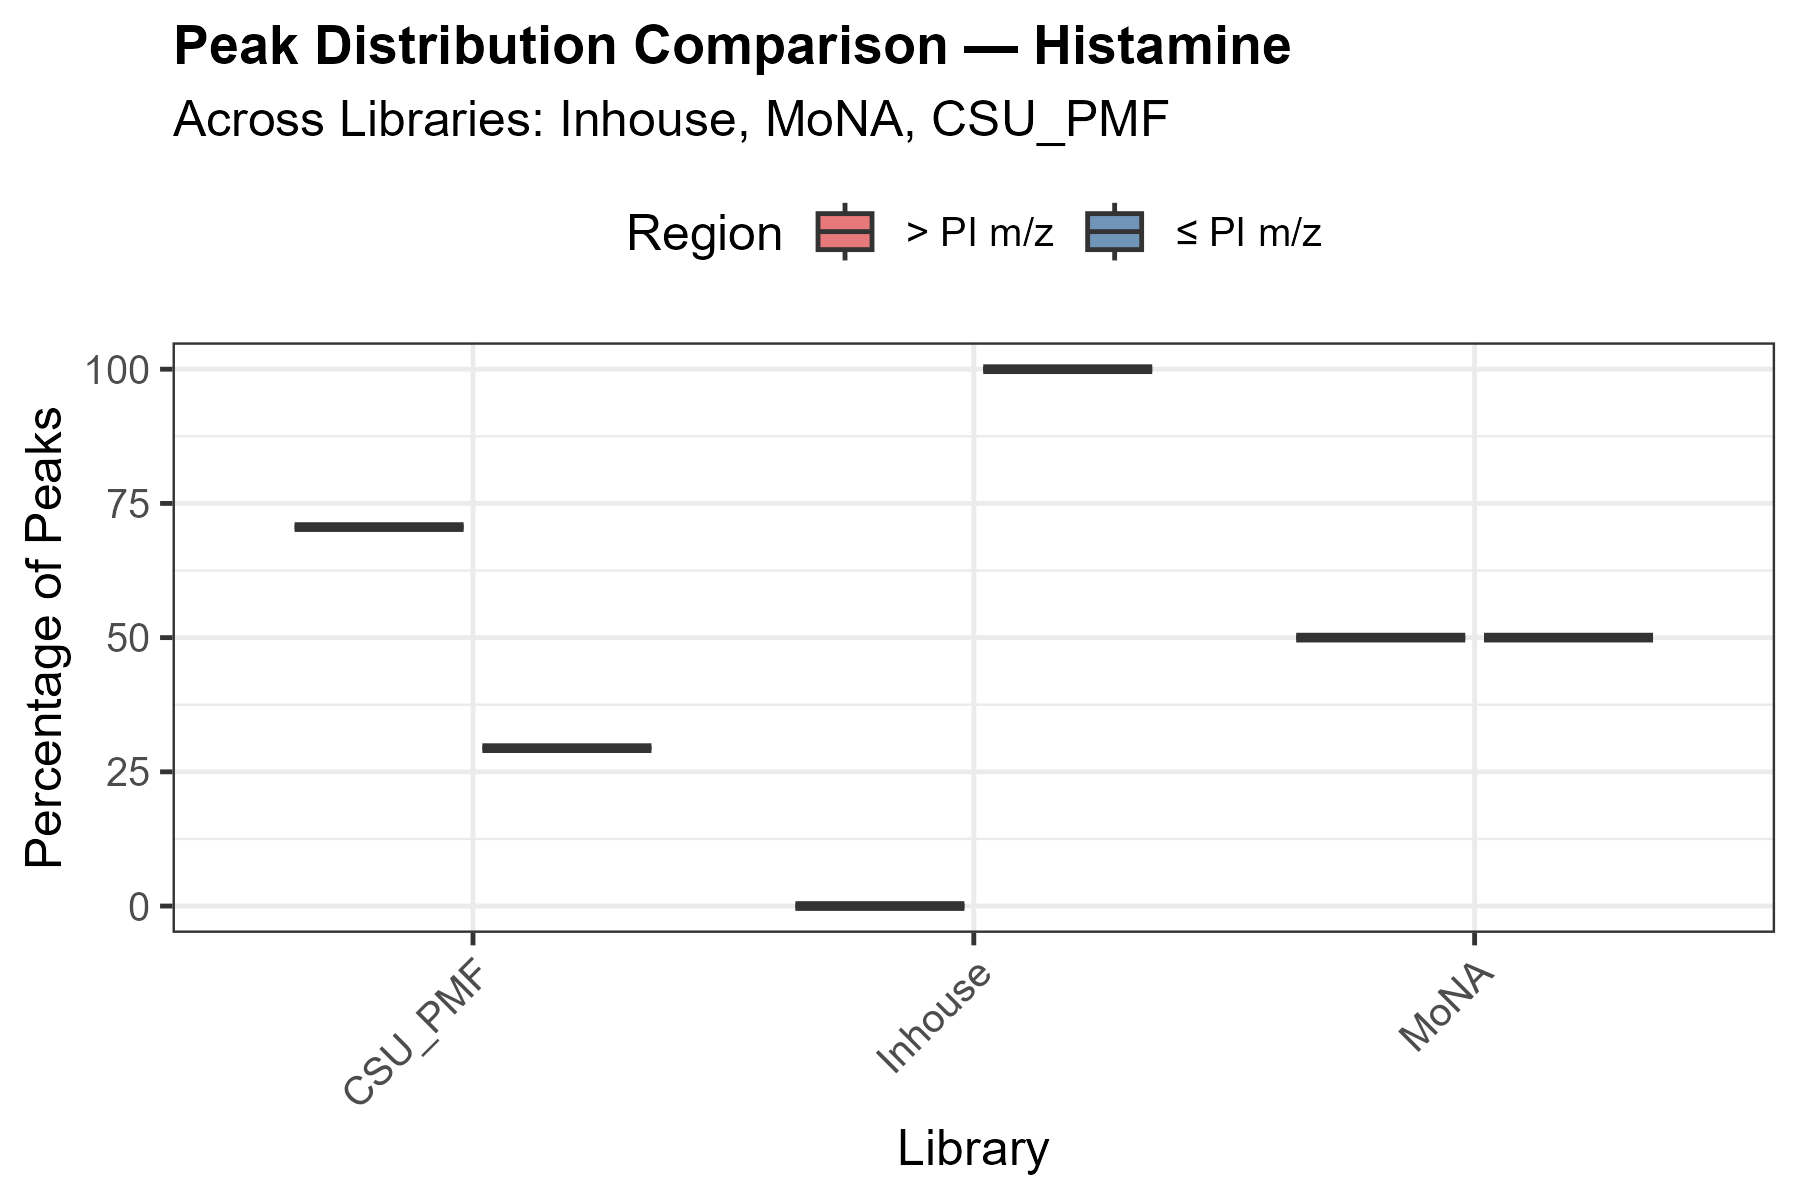 Peak Distribution Comparison — Histamine
Across Libraries: Inhouse, MoNA, CSU_PMF
Region > PI m/z ≤ PI m/z
Percentage of Peaks
100
75
50
25
0
CSU_PMF Inhouse MoNA
Library